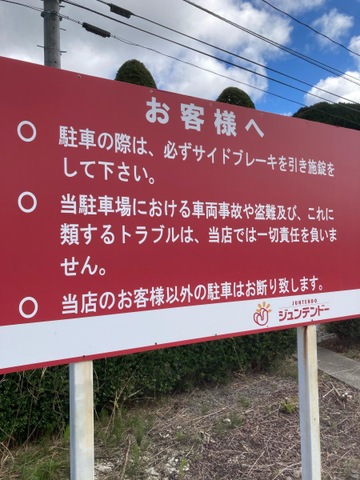 お客様へ
○ 駐車の際は、必ずサイドブレーキを引き施錠を
して下さい。
○ 当駐車場における車両事故や盗難及び、これに
類するトラブルは、当店では一切責任を負いま
せん。
○ 当店のお客様以外の駐車はお断り致します。
JUNTENDO
ジュンテンドー